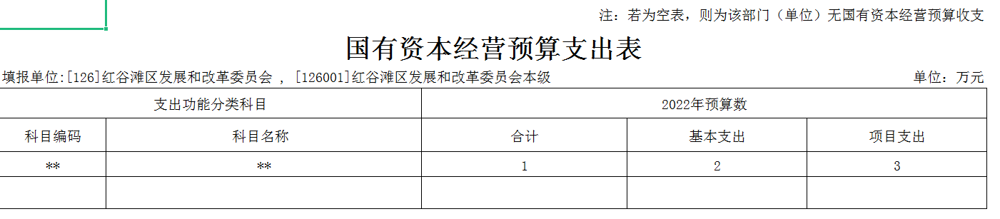 注：若为空表，则为该部门（单位）无国有资本经营预算收支
国有资本经营预算支出表
填报单位:[126]红谷滩区发展和改革委员会 , [126001]红谷滩区发展和改革委员会本级 单位：万元
支出功能分类科目 2022年预算数
科目编码 科目名称 合计 基本支出 项目支出
** ** 1 2 3